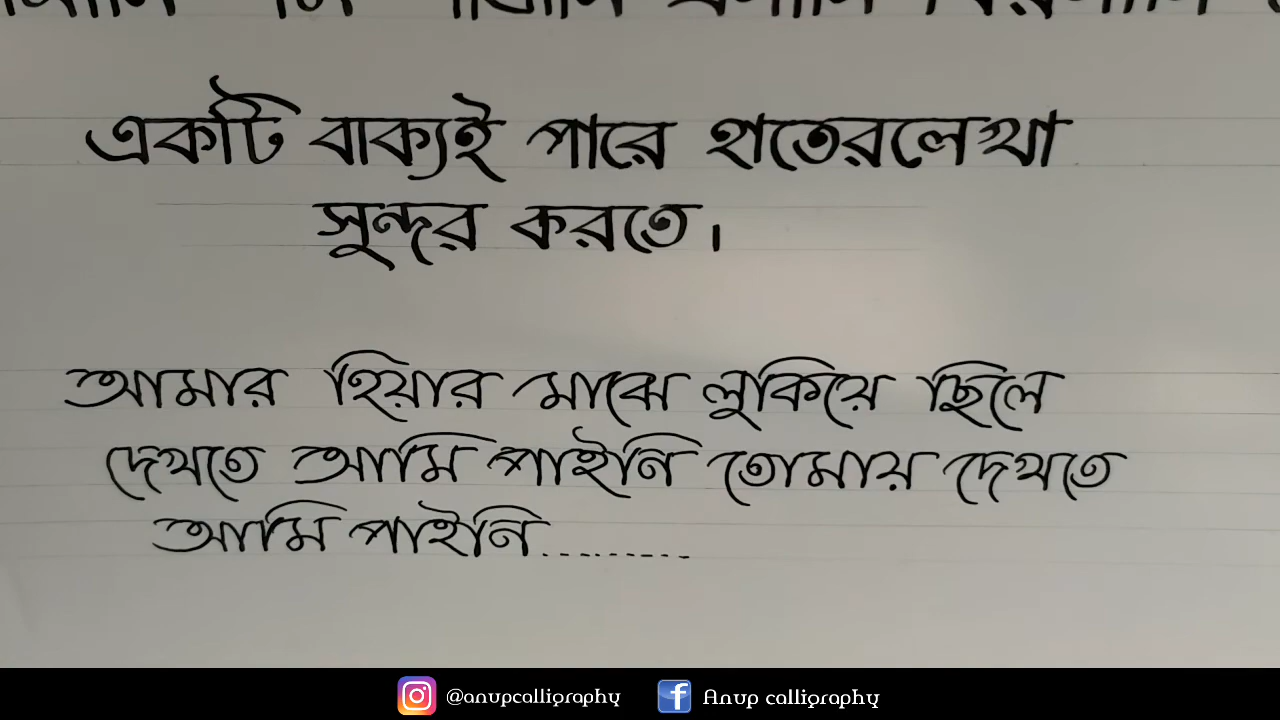 একটি বাক্যই পারে হাতেরলেখা
সুন্দর করতে।
আমার হিয়ার মাঝে লুকিয়ে ছিলে
দেখতে আমি পাইনি তোমায় দেখতে
আমি পাইনি..........
@anupcalligraphy Anup calligraphy